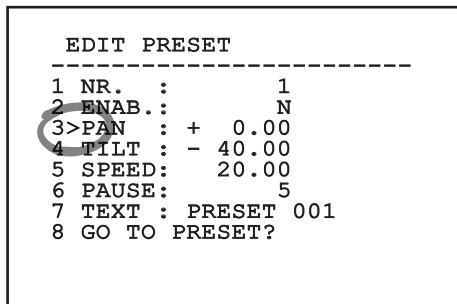 EDIT PRESET
-------------------------
1 NR.   :         1
2 ENAB.:         N
3>PAN   : +   0.00
4 TILT : - 40.00
5 SPEED:    20.00
6 PAUSE:         5
7 TEXT : PRESET 001
8 GO TO PRESET?